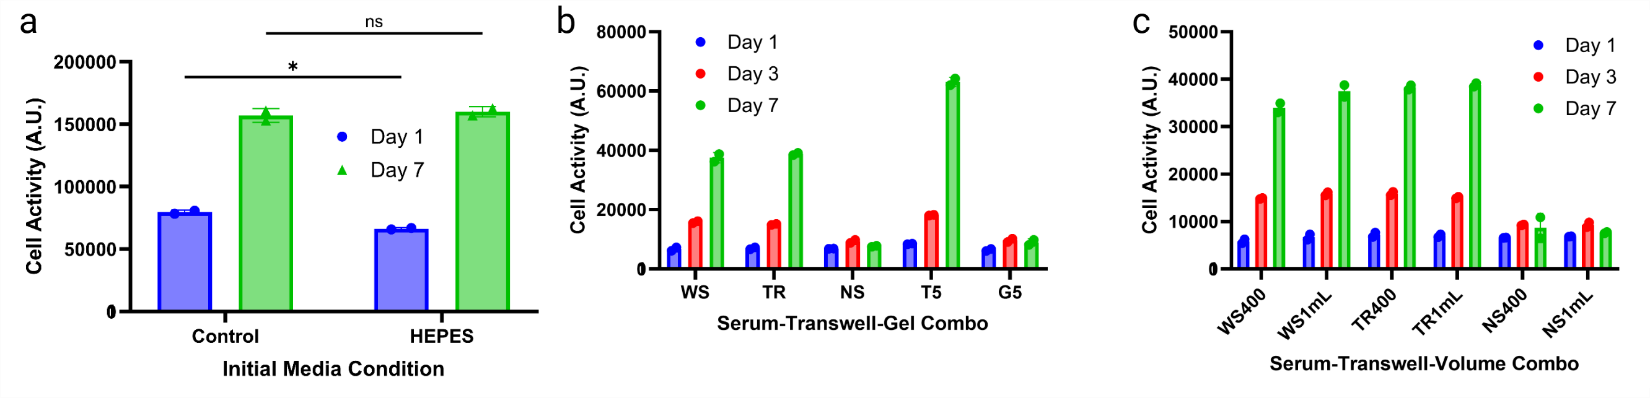 a
ns
*
200000
150000
100000
50000
0
Cell Activity (A.U.)
Day 1
Day 7
Control
HEPES
Initial Media Condition
b
80000
60000
40000
20000
0
Cell Activity (A.U.)
Day 1
Day 3
Day 7
WS
TR
NS
T5
G5
Serum-Transwell-Gel Combo
c
50000
40000
30000
20000
10000
0
Cell Activity (A.U.)
Day 1
Day 3
Day 7
WS400
WS1mL
TR400
TR1mL
NS400
NS1mL
Serum-Transwell-Volume Combo